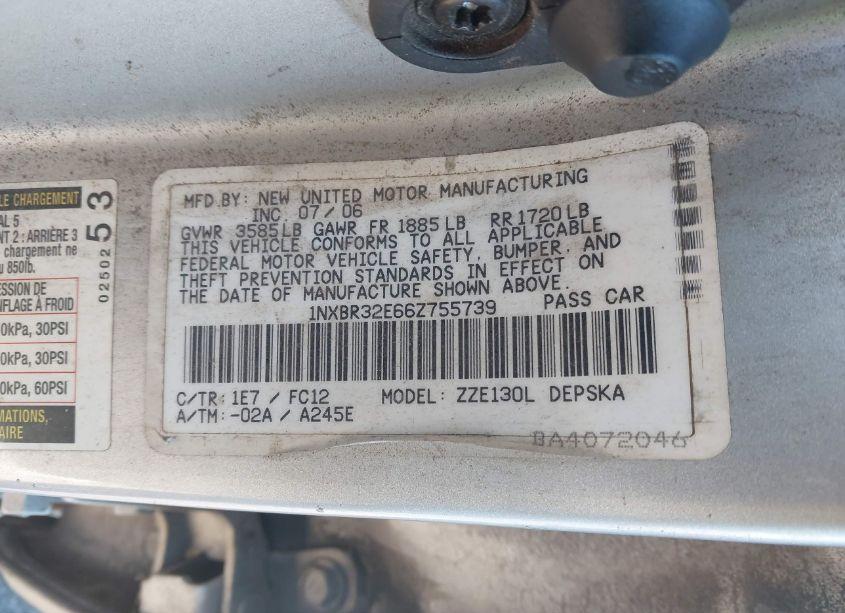 LE CHARGEMENT
AL 5
NT 2 : ARRIÈRE 3
chargement ne
u 850lb.
ESSION DE
NFLAGE À FROID
0kPa, 30PSI
0kPa, 30PSI
0kPa, 60PSI
MATIONS,
AIRE
02502 53
MFD BY: NEW UNITED MOTOR MANUFACTURING
INC. 07/06
GVWR 3585LB GAWR FR 1885LB RR 1720LB
THIS VEHICLE CONFORMS TO ALL APPLICABLE
FEDERAL MOTOR VEHICLE SAFETY, BUMPER, AND
THEFT PREVENTION STANDARDS IN EFFECT ON
THE DATE OF MANUFACTURE SHOWN ABOVE.
1NXBR32E66Z755739 PASS CAR
C/TR: 1E7 / FC12 MODEL: ZZE130L DEPSKA
A/TM: -02A / A245E
BA4072046